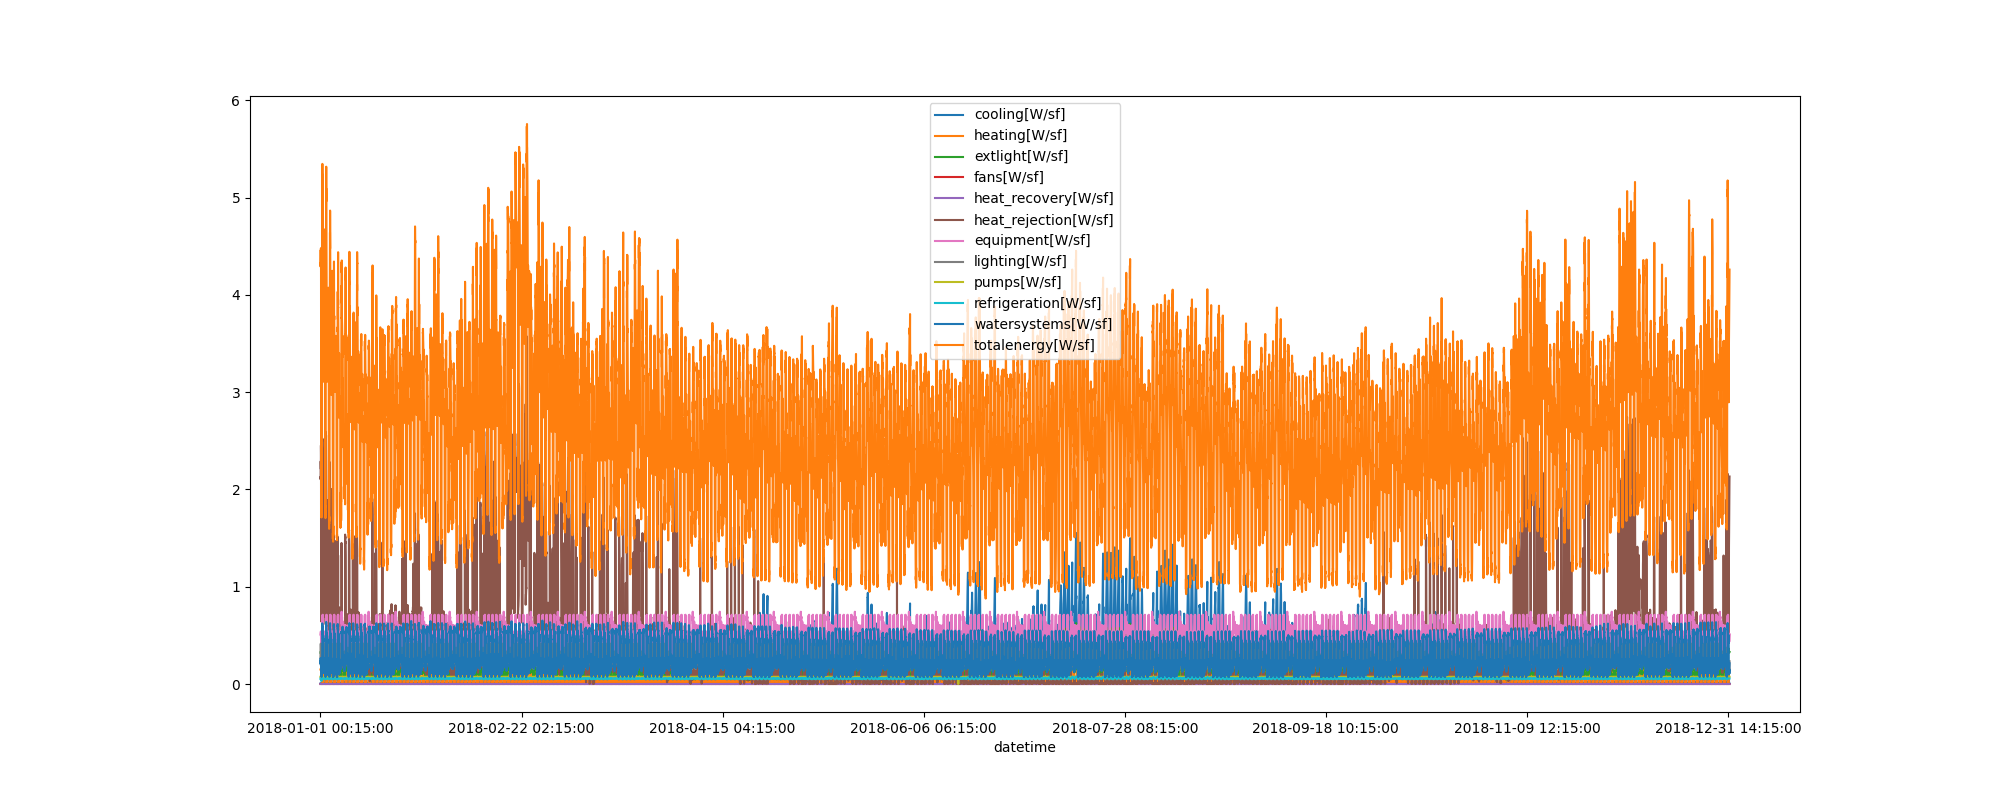 6
5
4
3
2
1
0
cooling[W/sf]
heating[W/sf]
extlight[W/sf]
fans[W/sf]
heat_recovery[W/sf]
heat_rejection[W/sf]
equipment[W/sf]
lighting[W/sf]
pumps[W/sf]
refrigeration[W/sf]
watersystems[W/sf]
totalenergy[W/sf]
2018-01-01 00:15:00 2018-02-22 02:15:00 2018-04-15 04:15:00 2018-06-06 06:15:00 2018-07-28 08:15:00 2018-09-18 10:15:00 2018-11-09 12:15:00 2018-12-31 14:15:00
datetime